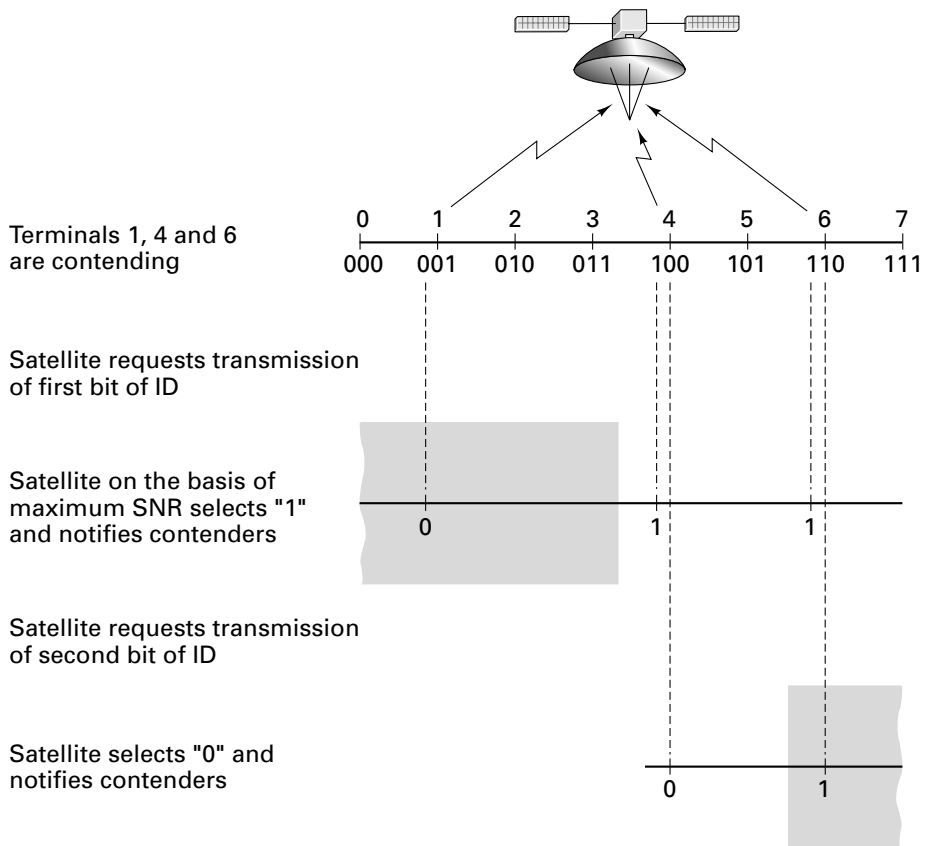 0 1 2 3 4 5 6 7
Terminals 1, 4 and 6
are contending
000 001 010 011 100 101 110 111
Satellite requests transmission
of first bit of ID
Satellite on the basis of
maximum SNR selects "1"
and notifies contenders
0 1 1
Satellite requests transmission
of second bit of ID
Satellite selects "0" and
notifies contenders
0 1